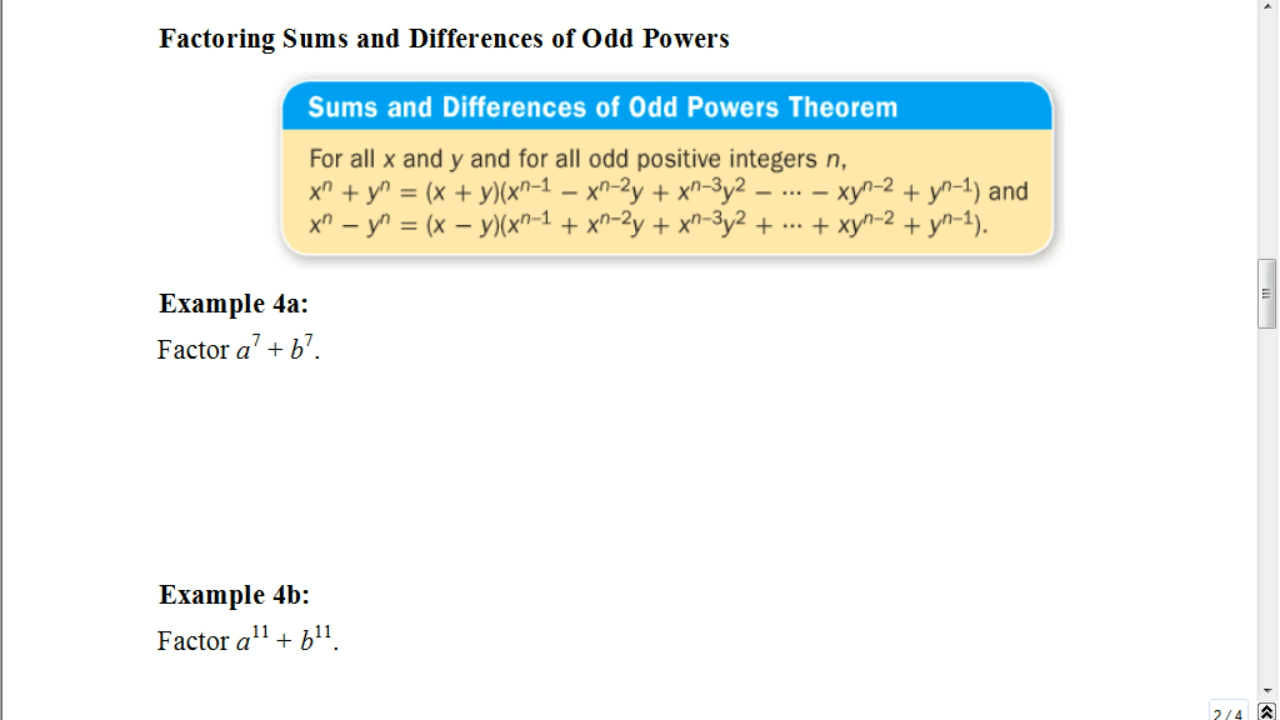 Factoring Sums and Differences of Odd Powers
Sums and Differences of Odd Powers Theorem
For all x and y and for all odd positive integers n,
xⁿ + yⁿ = (x + y)(xⁿ⁻¹ – xⁿ⁻²y + xⁿ⁻³y² – ··· – xyⁿ⁻² + yⁿ⁻¹) and
xⁿ – yⁿ = (x – y)(xⁿ⁻¹ + xⁿ⁻²y + xⁿ⁻³y² + ··· + xyⁿ⁻² + yⁿ⁻¹).
Example 4a:
Factor a⁷ + b⁷.
Example 4b:
Factor a¹¹ + b¹¹.
2 / 4